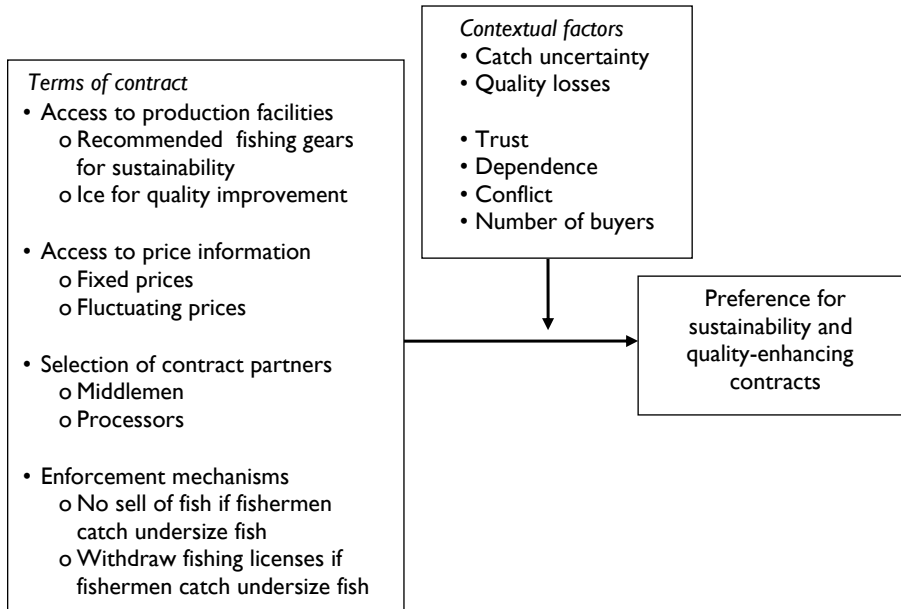 Contextual factors
• Catch uncertainty
• Quality losses
• Trust
• Dependence
• Conflict
• Number of buyers
Terms of contract
• Access to production facilities
o Recommended fishing gears
for sustainability
o Ice for quality improvement
• Access to price information
o Fixed prices
o Fluctuating prices
• Selection of contract partners
o Middlemen
o Processors
• Enforcement mechanisms
o No sell of fish if fishermen
catch undersize fish
o Withdraw fishing licenses if
fishermen catch undersize fish
Preference for
sustainability and
quality-enhancing
contracts